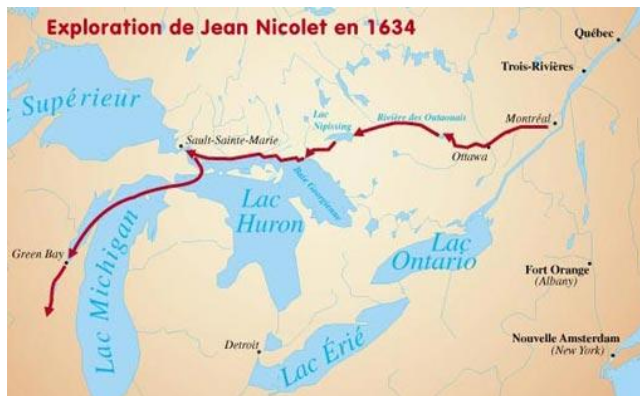 Exploration de Jean Nicolet en 1634
Québec
Trois-Rivières
Supérieur
Lac
Nipissing
Rivière des Outaouais
Montréal
Sault-Sainte-Marie
Ottawa
Baie Georgienne
Lac
Huron
Lac
Ontario
Green Bay
Lac Michigan
Fort Orange
(Albany)
Detroit
Lac Érié
Nouvelle Amsterdam
(New York)